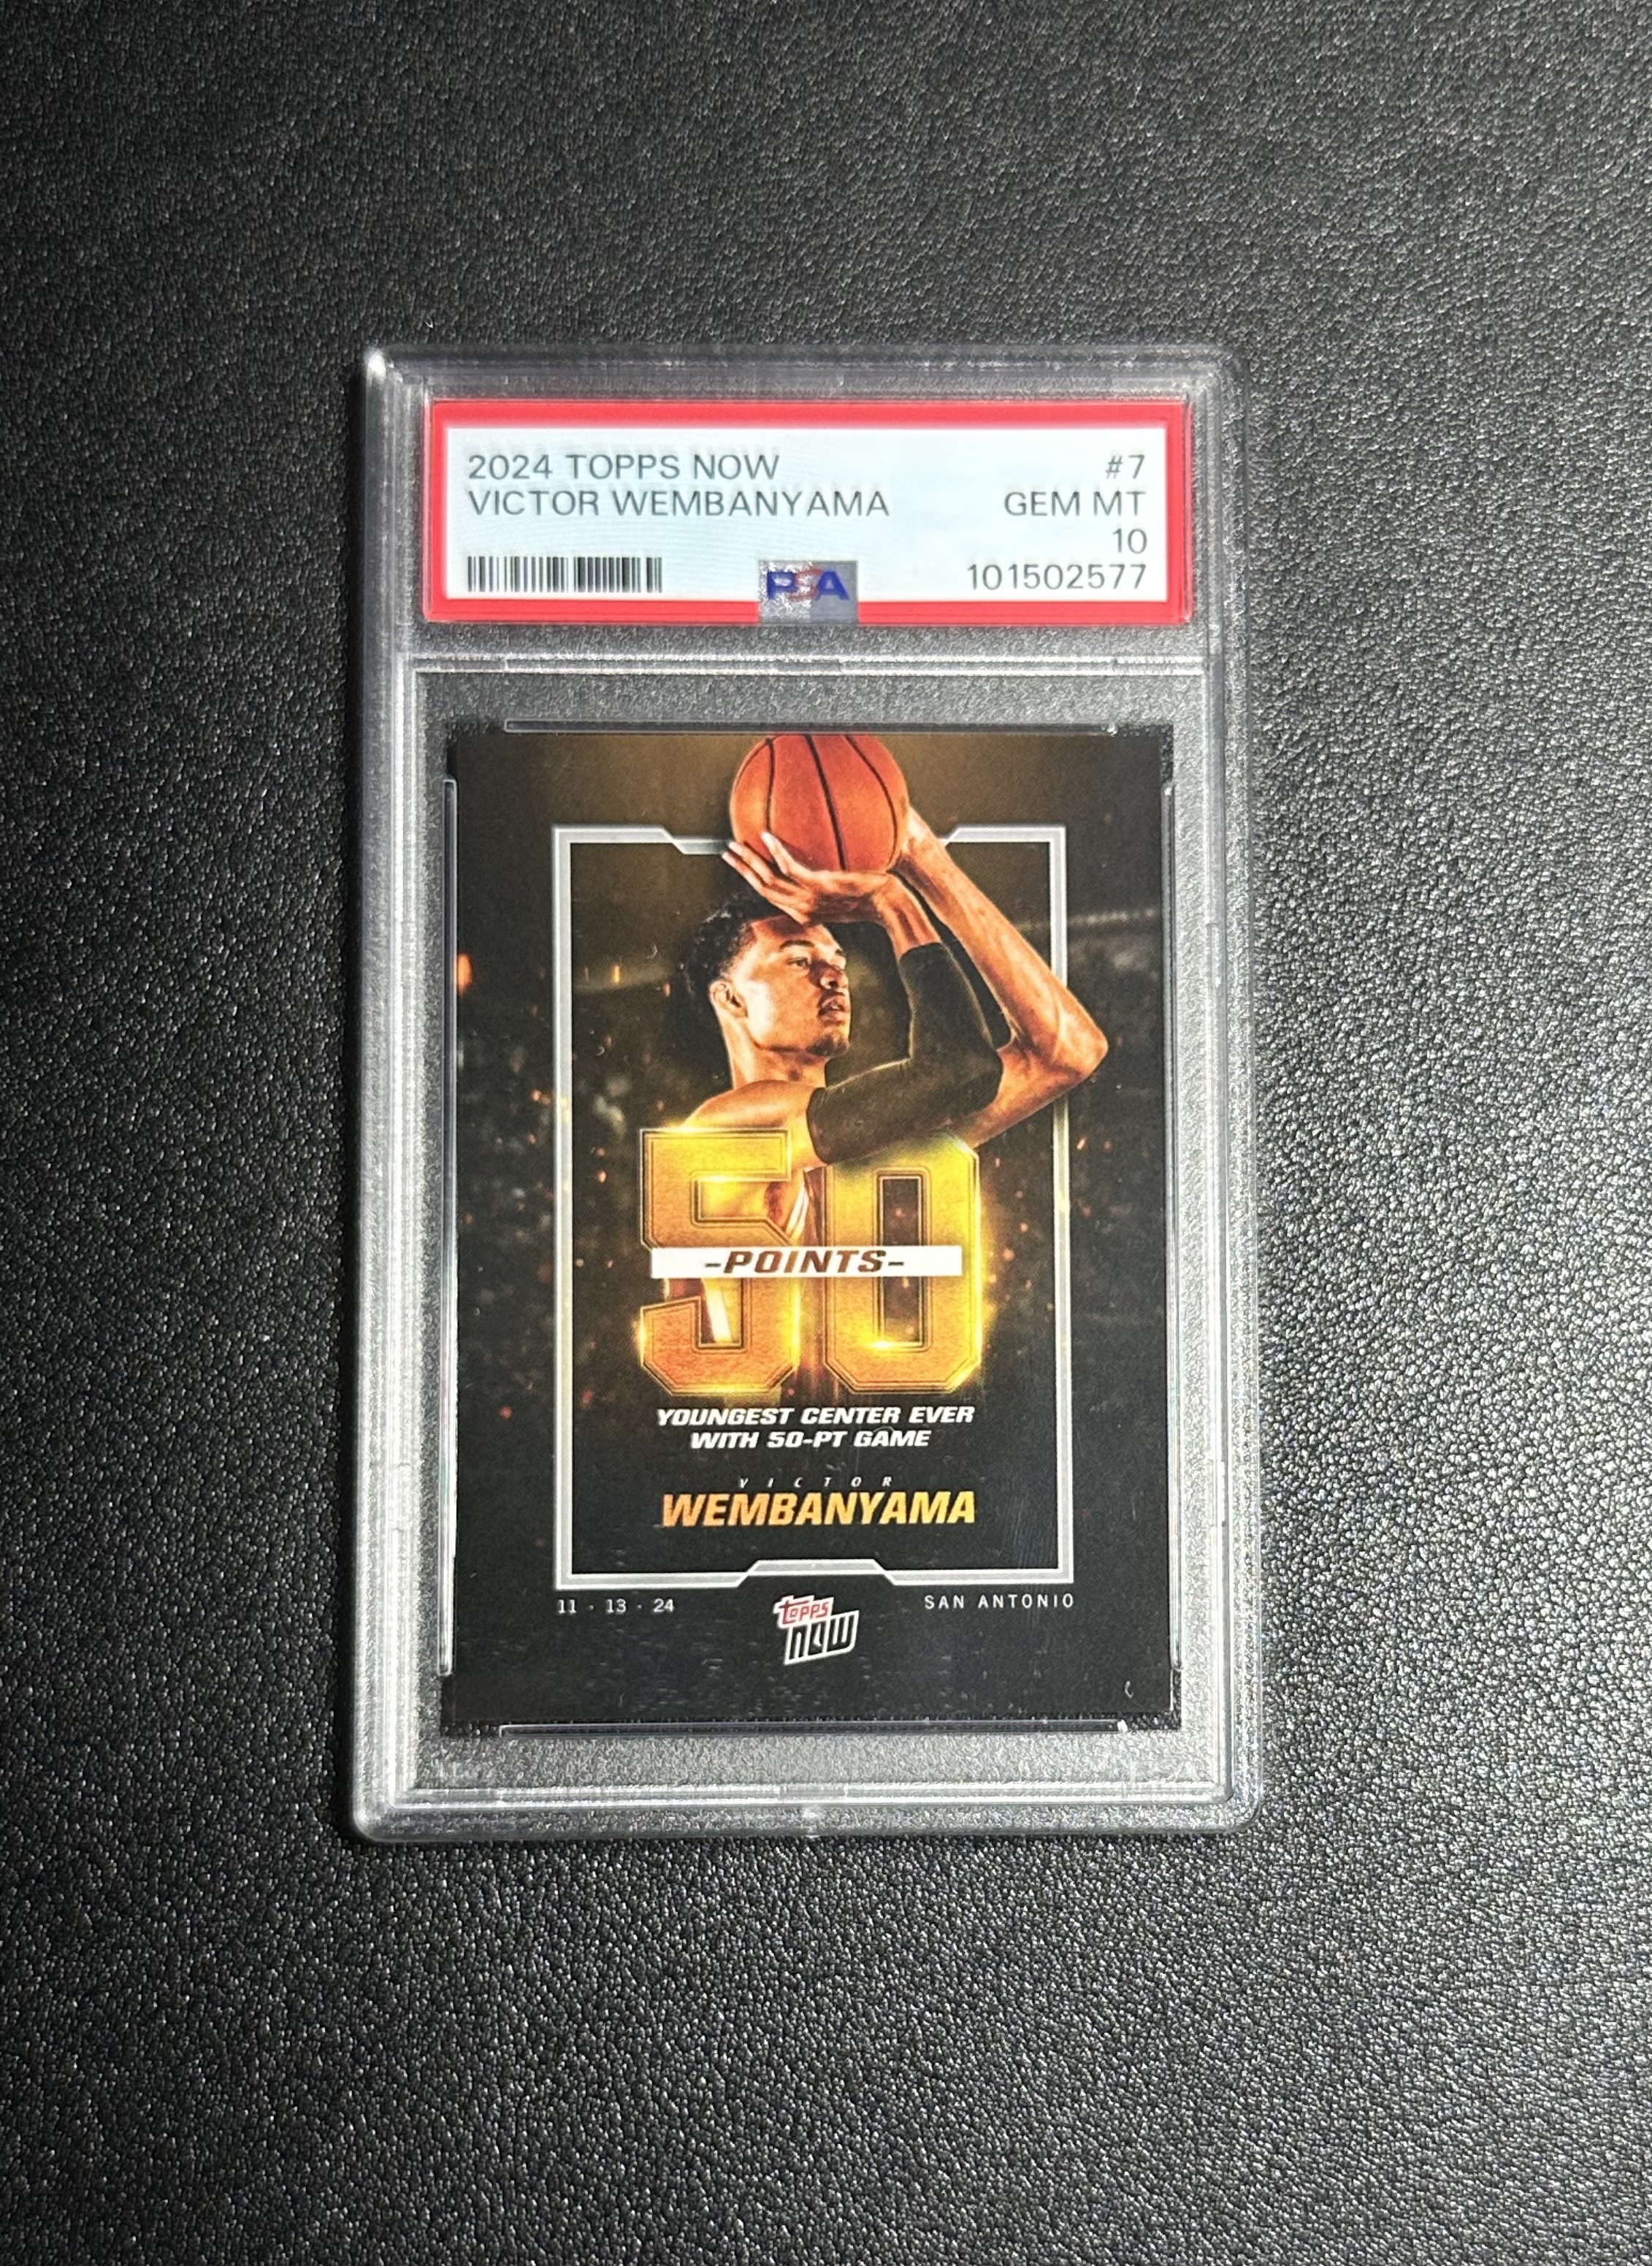 2024 TOPPS NOW #7
VICTOR WEMBANYAMA GEM MT
10
PSA 101502577
50
-POINTS-
YOUNGEST CENTER EVER
WITH 50-PT GAME
VICTOR
WEMBANYAMA
11 · 13 · 24 SAN ANTONIO
topps
now